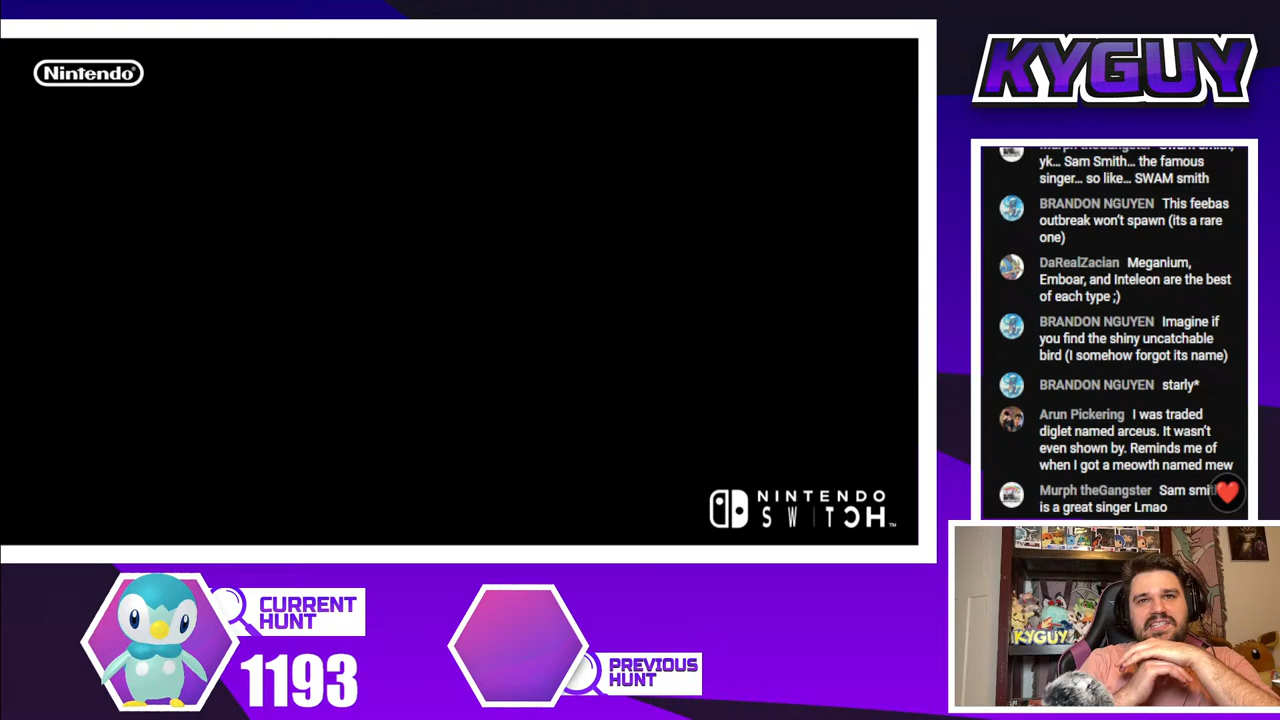 Nintendo®
NINTENDO
SWITCH™
KYGUY
yk... Sam Smith... the famous
singer... so like... SWAM smith
BRANDON NGUYEN This feebas
outbreak won't spawn (its a rare
one)
DaRealZacian Meganium,
Emboar, and Inteleon are the best
of each type ;)
BRANDON NGUYEN Imagine if
you find the shiny uncatchable
bird (I somehow forgot its name)
BRANDON NGUYEN starly*
Arun Pickering I was traded
diglet named arceus. It wasn't
even shown by. Reminds me of
when I got a meowth named mew
Murph theGangster Sam
is a great singer Lmao
CURRENT
HUNT
1193
PREVIOUS
HUNT
KYGUY